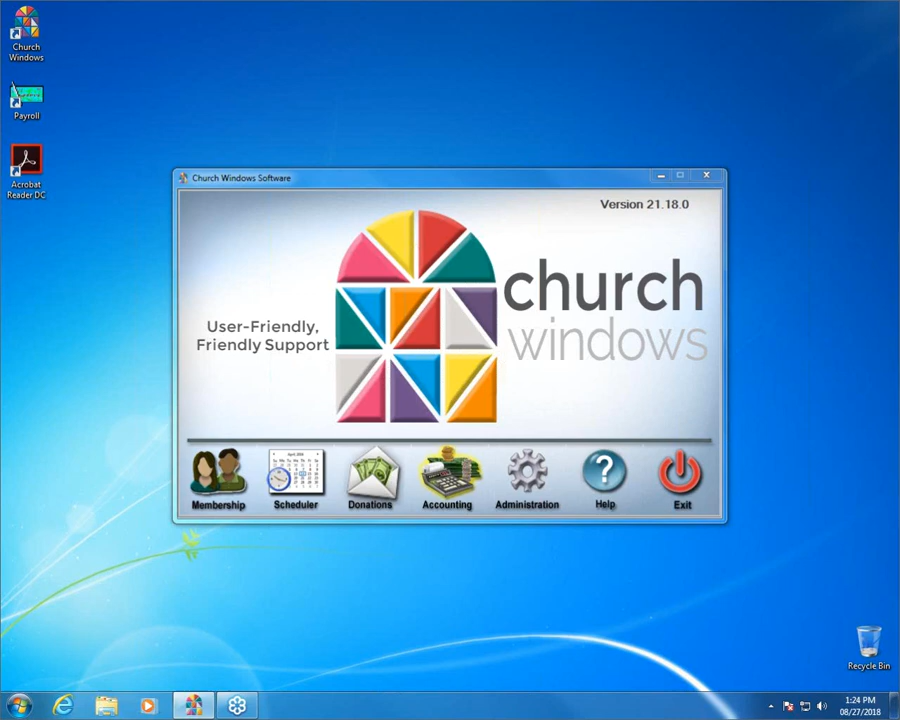 Church
Windows
Payroll
Acrobat
Reader DC
Church Windows Software
Version 21.18.0
church
windows
User-Friendly,
Friendly Support
Membership
Scheduler
Donations
Accounting
Administration
Help
Exit
Recycle Bin
1:24 PM
08/27/2018